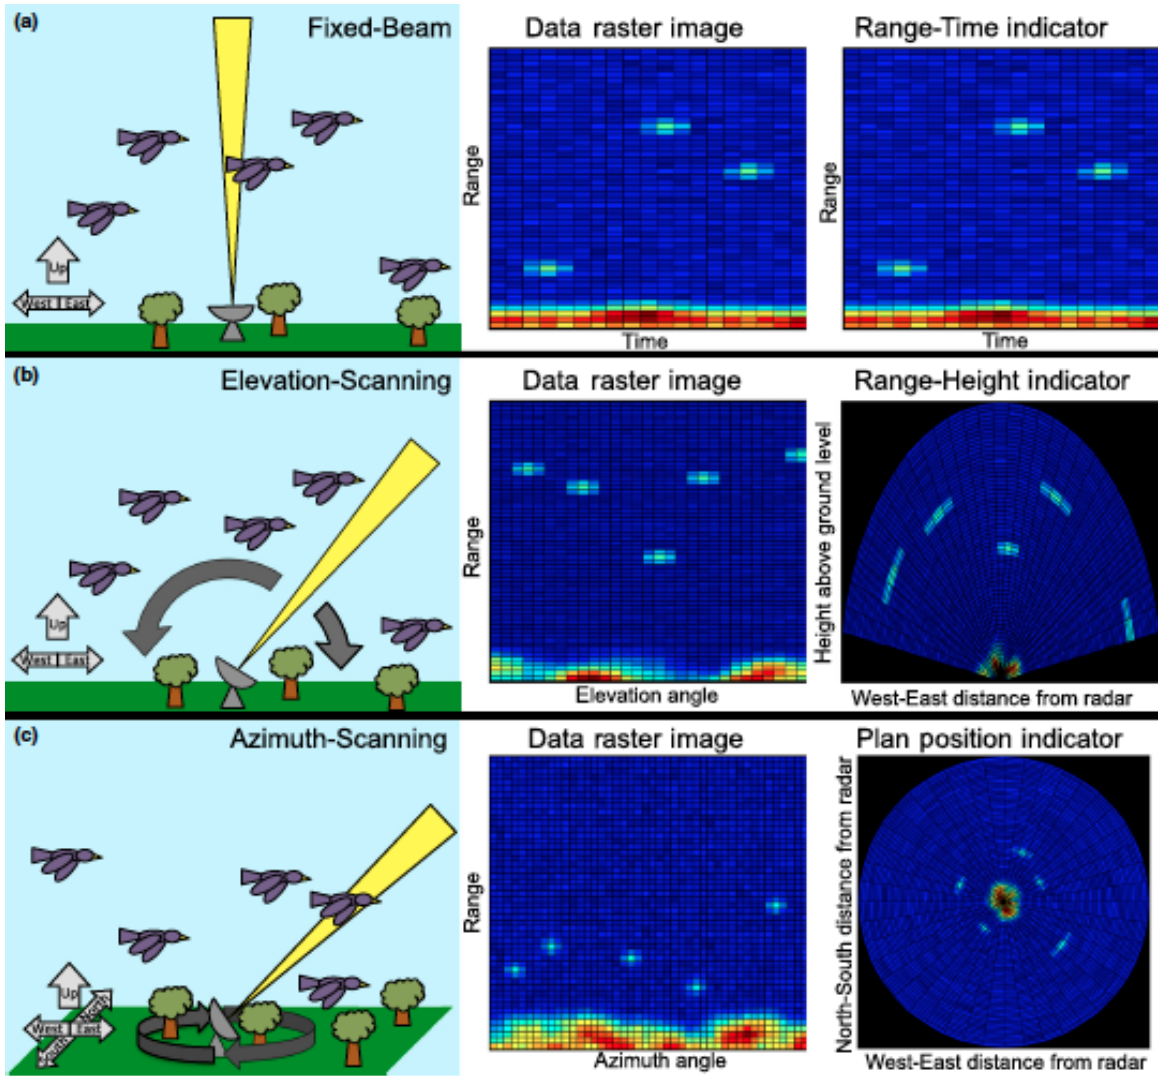 (a)
Fixed-Beam
Data raster image
Range-Time indicator
Range
Range
Up
West East
Time
Time
(b)
Elevation-Scanning
Data raster image
Range-Height indicator
Range
Height above ground level
Up
West East
Elevation angle
West-East distance from radar
(c)
Azimuth-Scanning
Data raster image
Plan position indicator
Range
North-South distance from radar
Up
North
West East
South
Azimuth angle
West-East distance from radar